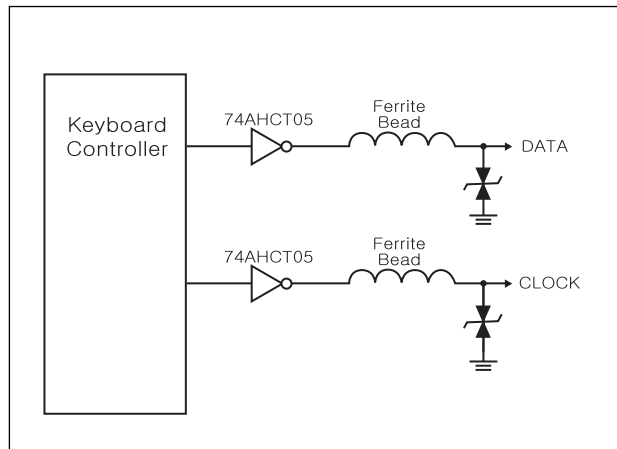 Keyboard
Controller
74AHCT05
Ferrite
Bead
DATA
74AHCT05
Ferrite
Bead
CLOCK